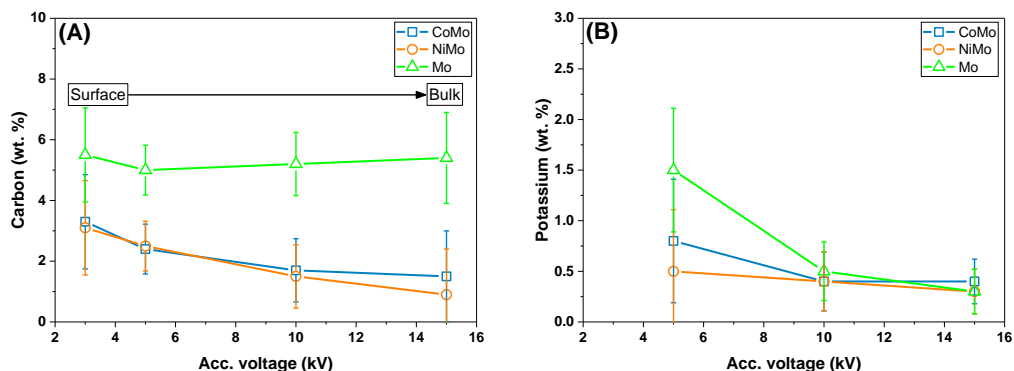 (A)
CoMo
NiMo
Mo
Surface
Bulk
Carbon (wt. %)
10
8
6
4
2
0
2 4 6 8 10 12 14 16
Acc. voltage (kV)
(B)
CoMo
NiMo
Mo
Potassium (wt. %)
3.0
2.5
2.0
1.5
1.0
0.5
0.0
2 4 6 8 10 12 14 16
Acc. voltage (kV)